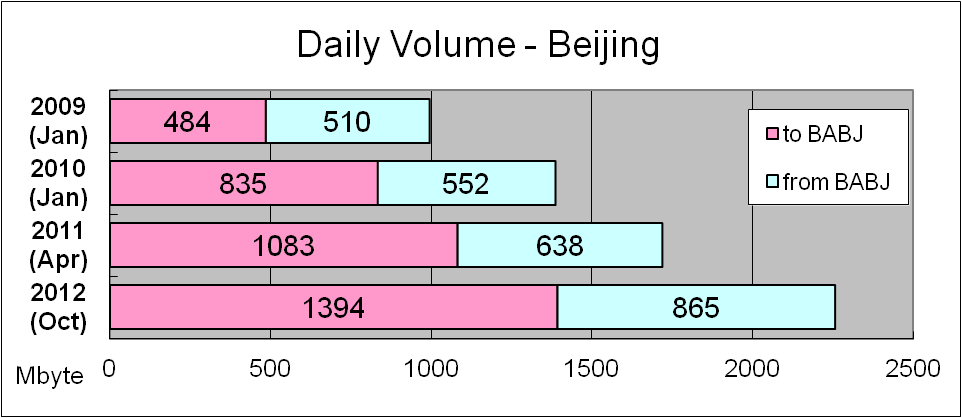 Daily Volume - Beijing
2009
(Jan)
484 510
2010
(Jan)
835 552
2011
(Apr)
1083 638
2012
(Oct)
1394 865
to BABJ
from BABJ
Mbyte 0 500 1000 1500 2000 2500